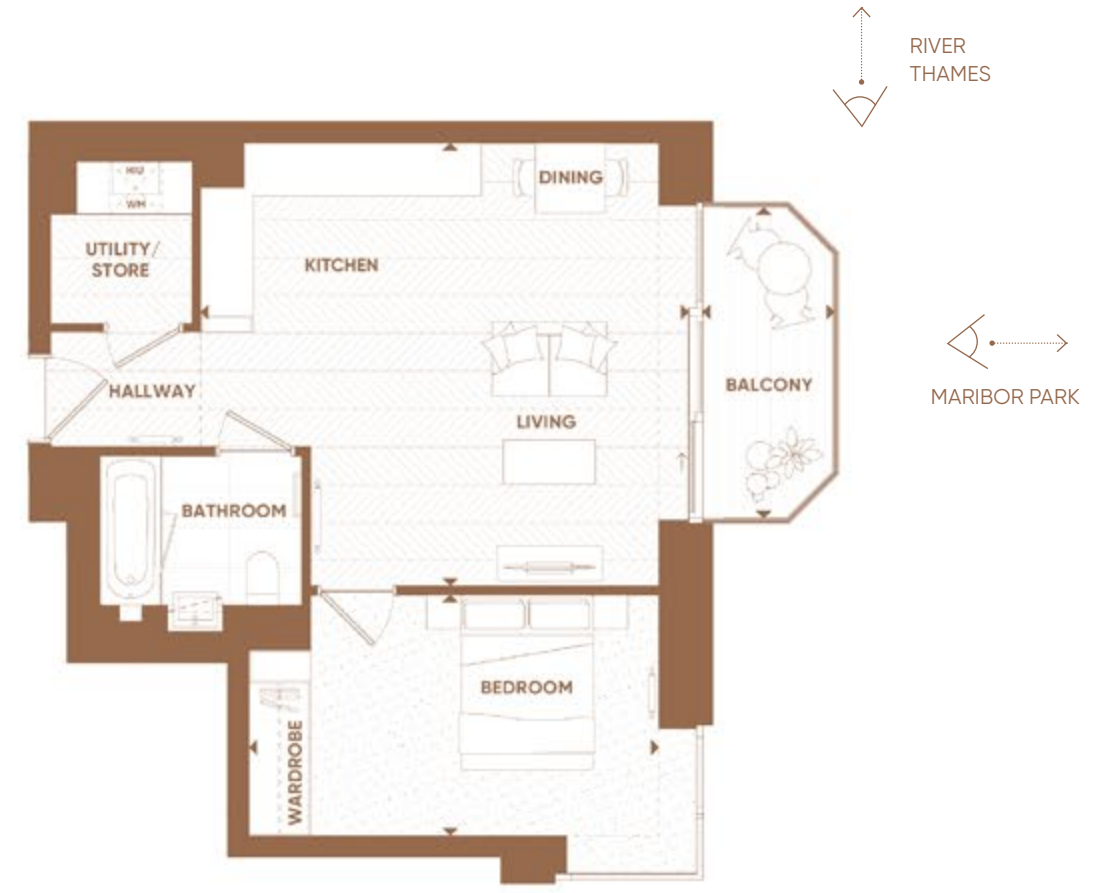 RIVER
THAMES
DINING
HIU
WM
UTILITY/
STORE
KITCHEN
MARIBOR PARK
BALCONY
HALLWAY
LIVING
BATHROOM
BEDROOM
WARDROBE